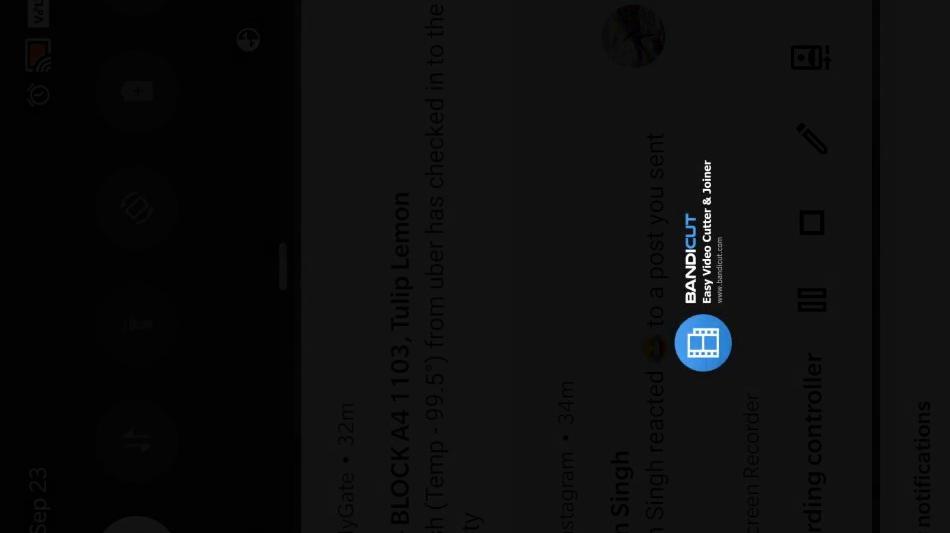 Sep 23
yGate • 32m
BLOCK A4 1103, Tulip Lemon
h (Temp - 99.5°) from uber has checked in to the
ty
stagram • 34m
n Singh
n Singh reacted 😂 to a post you sent
BANDICUT
Easy Video Cutter & Joiner
www.bandicut.com
creen Recorder
rding controller
notifications